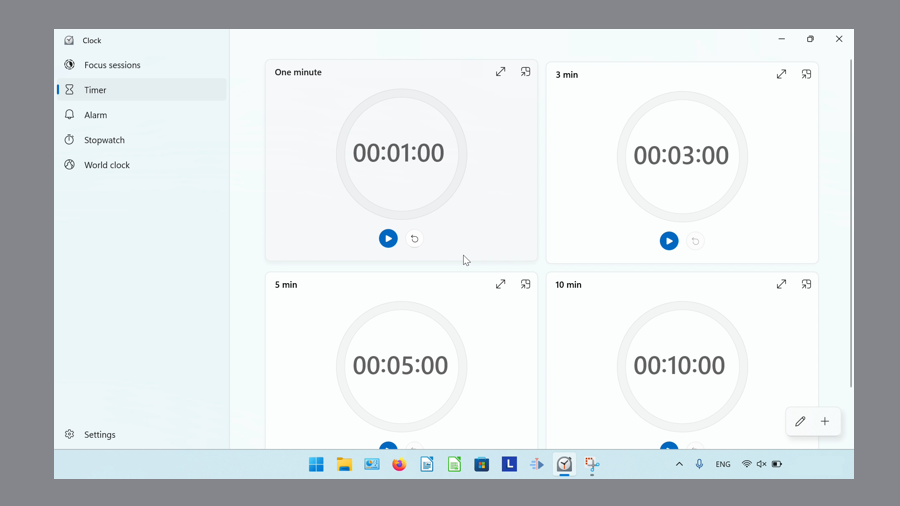 Clock
Focus sessions
Timer
Alarm
Stopwatch
World clock
Settings
One minute
00:01:00
3 min
00:03:00
5 min
00:05:00
10 min
00:10:00
L
ENG